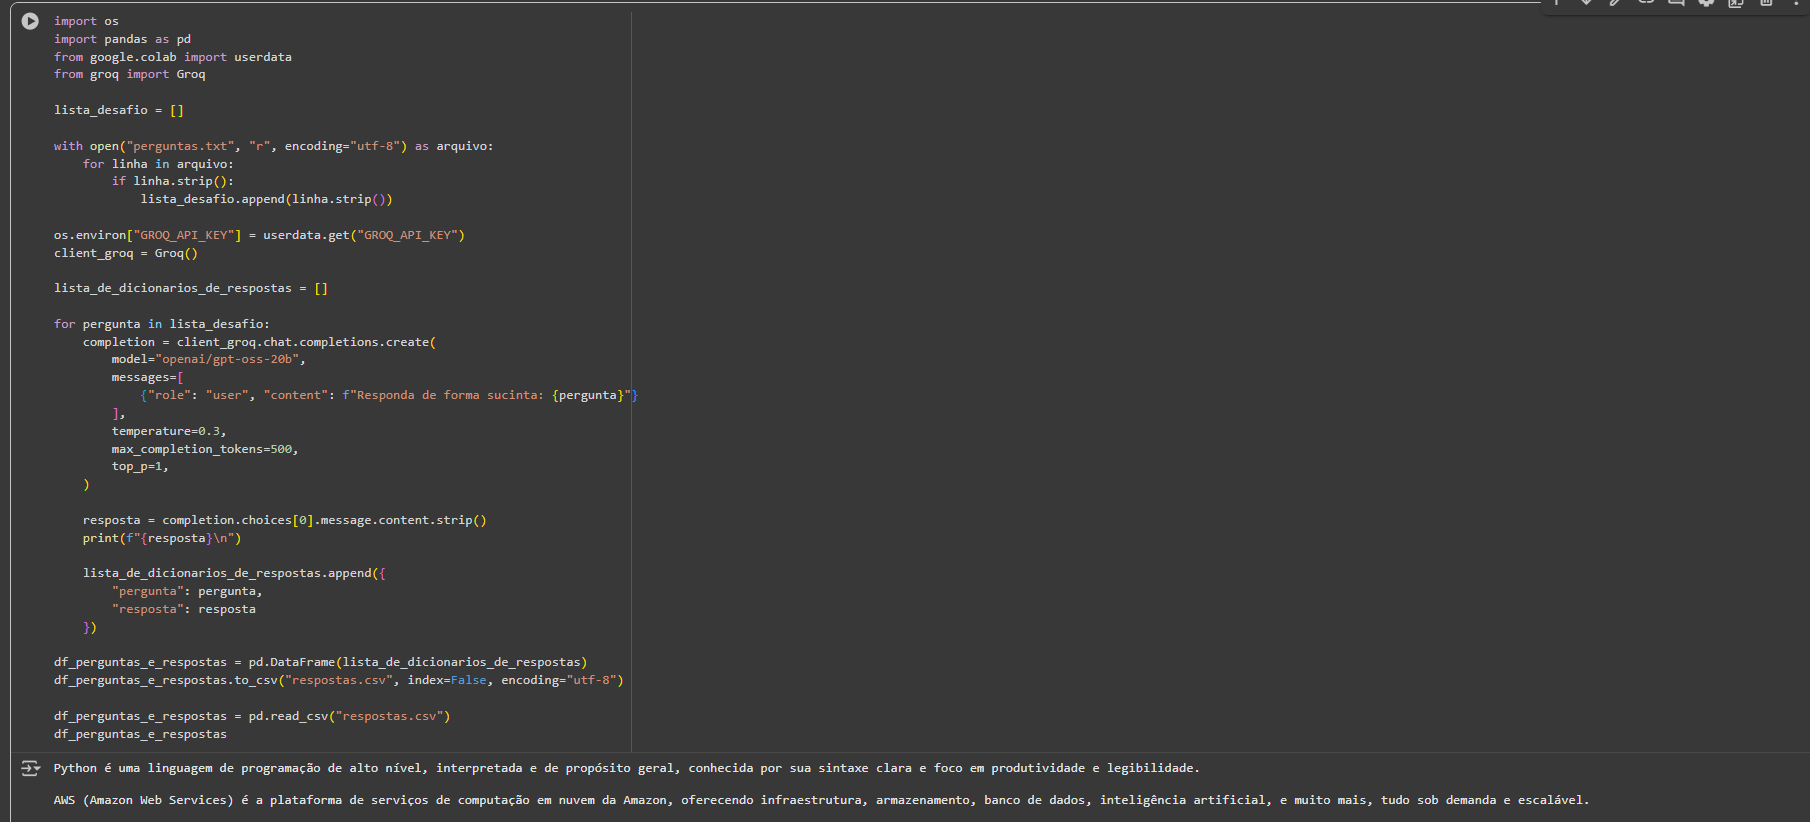 import os
import pandas as pd
from google.colab import userdata
from groq import Groq
lista_desafio = []
with open("perguntas.txt", "r", encoding="utf-8") as arquivo:
    for linha in arquivo:
        if linha.strip():
            lista_desafio.append(linha.strip())
os.environ["GROQ_API_KEY"] = userdata.get("GROQ_API_KEY")
client_groq = Groq()
lista_de_dicionarios_de_respostas = []
for pergunta in lista_desafio:
    completion = client_groq.chat.completions.create(
        model="openai/gpt-oss-20b",
        messages=[
            {"role": "user", "content": f"Responda de forma sucinta: {pergunta}"}
        ],
        temperature=0.3,
        max_completion_tokens=500,
        top_p=1,
    )
    resposta = completion.choices[0].message.content.strip()
    print(f"{resposta}\n")
    lista_de_dicionarios_de_respostas.append({
        "pergunta": pergunta,
        "resposta": resposta
    })
df_perguntas_e_respostas = pd.DataFrame(lista_de_dicionarios_de_respostas)
df_perguntas_e_respostas.to_csv("respostas.csv", index=False, encoding="utf-8")
df_perguntas_e_respostas = pd.read_csv("respostas.csv")
df_perguntas_e_respostas
Python é uma linguagem de programação de alto nível, interpretada e de propósito geral, conhecida por sua sintaxe clara e foco em produtividade e legibilidade.
AWS (Amazon Web Services) é a plataforma de serviços de computação em nuvem da Amazon, oferecendo infraestrutura, armazenamento, banco de dados, inteligência artificial, e muito mais, tudo sob demanda e escalável.